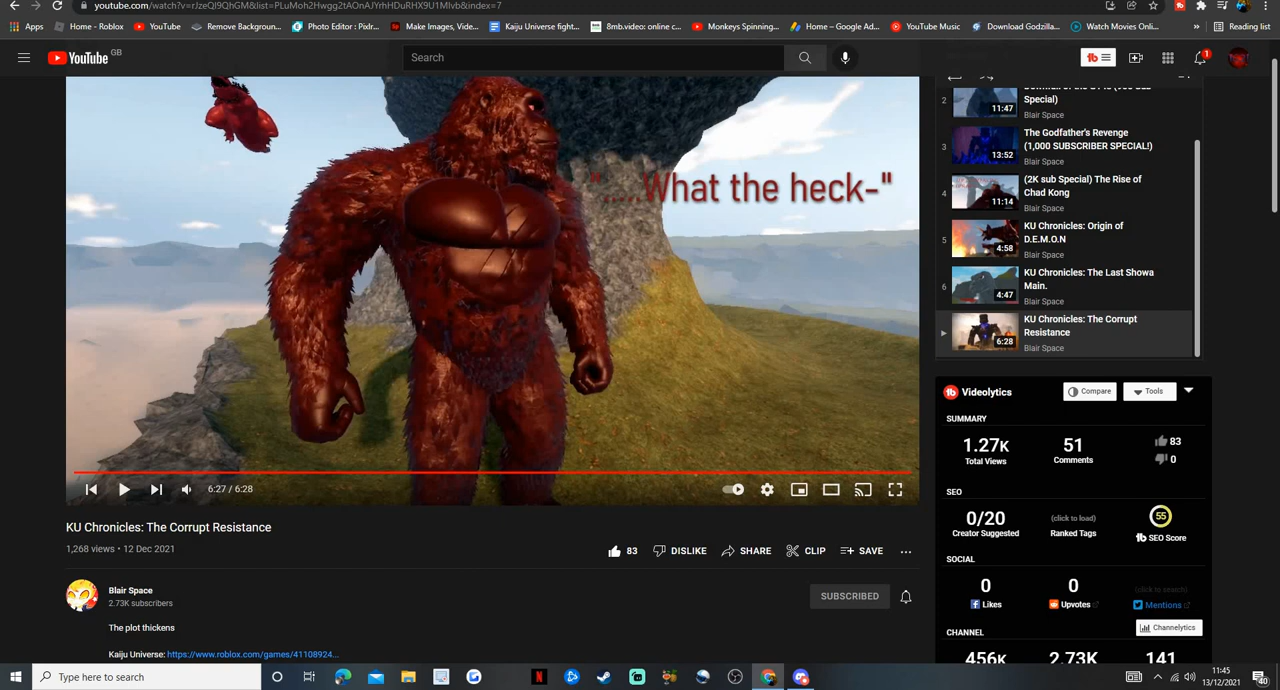 youtube.com/watch?v=rJzeQl9QhGM&list=PLuMoh2Hwgg2tAOnAJYrhHDuRHX9U1MIvb&index=7
Apps Home - Roblox YouTube Remove Background... Photo Editor : Pixlr... Make Images, Vide... Kaiju Universe fight... 8mb.video: online c... Monkeys Spinning... Home – Google Ad... YouTube Music Download Godzilla... Watch Movies Onli... » Reading list
YouTube GB
Search
1
".....What the heck-"
2
Special)
Blair Space
11:47
3
The Godfather's Revenge
(1,000 SUBSCRIBER SPECIAL!)
Blair Space
13:52
4
(2K sub Special) The Rise of
Chad Kong
Blair Space
11:14
5
KU Chronicles: Origin of
D.E.M.O.N
Blair Space
4:58
6
KU Chronicles: The Last Showa
Main.
Blair Space
4:47
KU Chronicles: The Corrupt
Resistance
Blair Space
6:28
6:27 / 6:28
KU Chronicles: The Corrupt Resistance
1,268 views • 12 Dec 2021
83 DISLIKE SHARE CLIP SAVE ...
Blair Space
2.73K subscribers
SUBSCRIBED
The plot thickens
Kaiju Universe: https://www.roblox.com/games/41108924...
tb Videolytics Compare Tools
SUMMARY
1.27K
Total Views
51
Comments
83
0
SEO
0/20
Creator Suggested
(click to load)
Ranked Tags
55
tb SEO Score
SOCIAL
0
Likes
0
Upvotes
(click to search)
Mentions
Channelytics
CHANNEL
456K 2.73K 141
Type here to search
11:45
13/12/2021
40